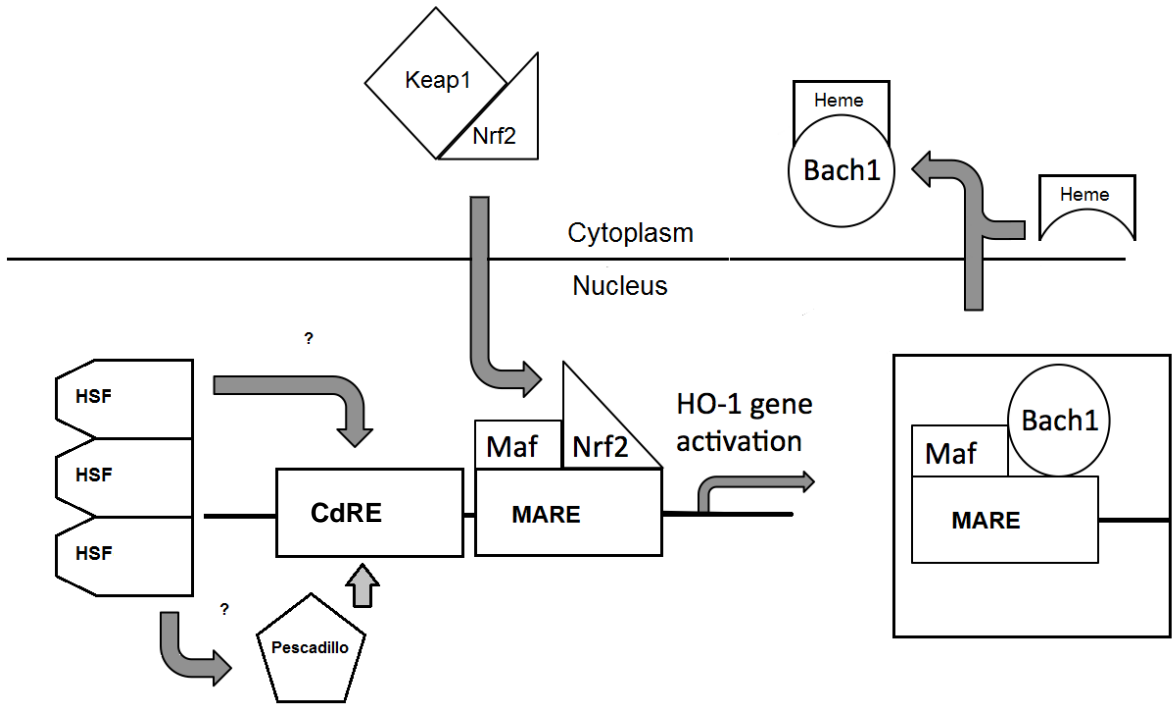 Keap1
Nrf2
Heme
Bach1
Heme
Cytoplasm
Nucleus
?
HSF
HSF
HSF
CdRE
Maf
Nrf2
MARE
HO-1 gene
activation
Bach1
Maf
MARE
?
Pescadillo